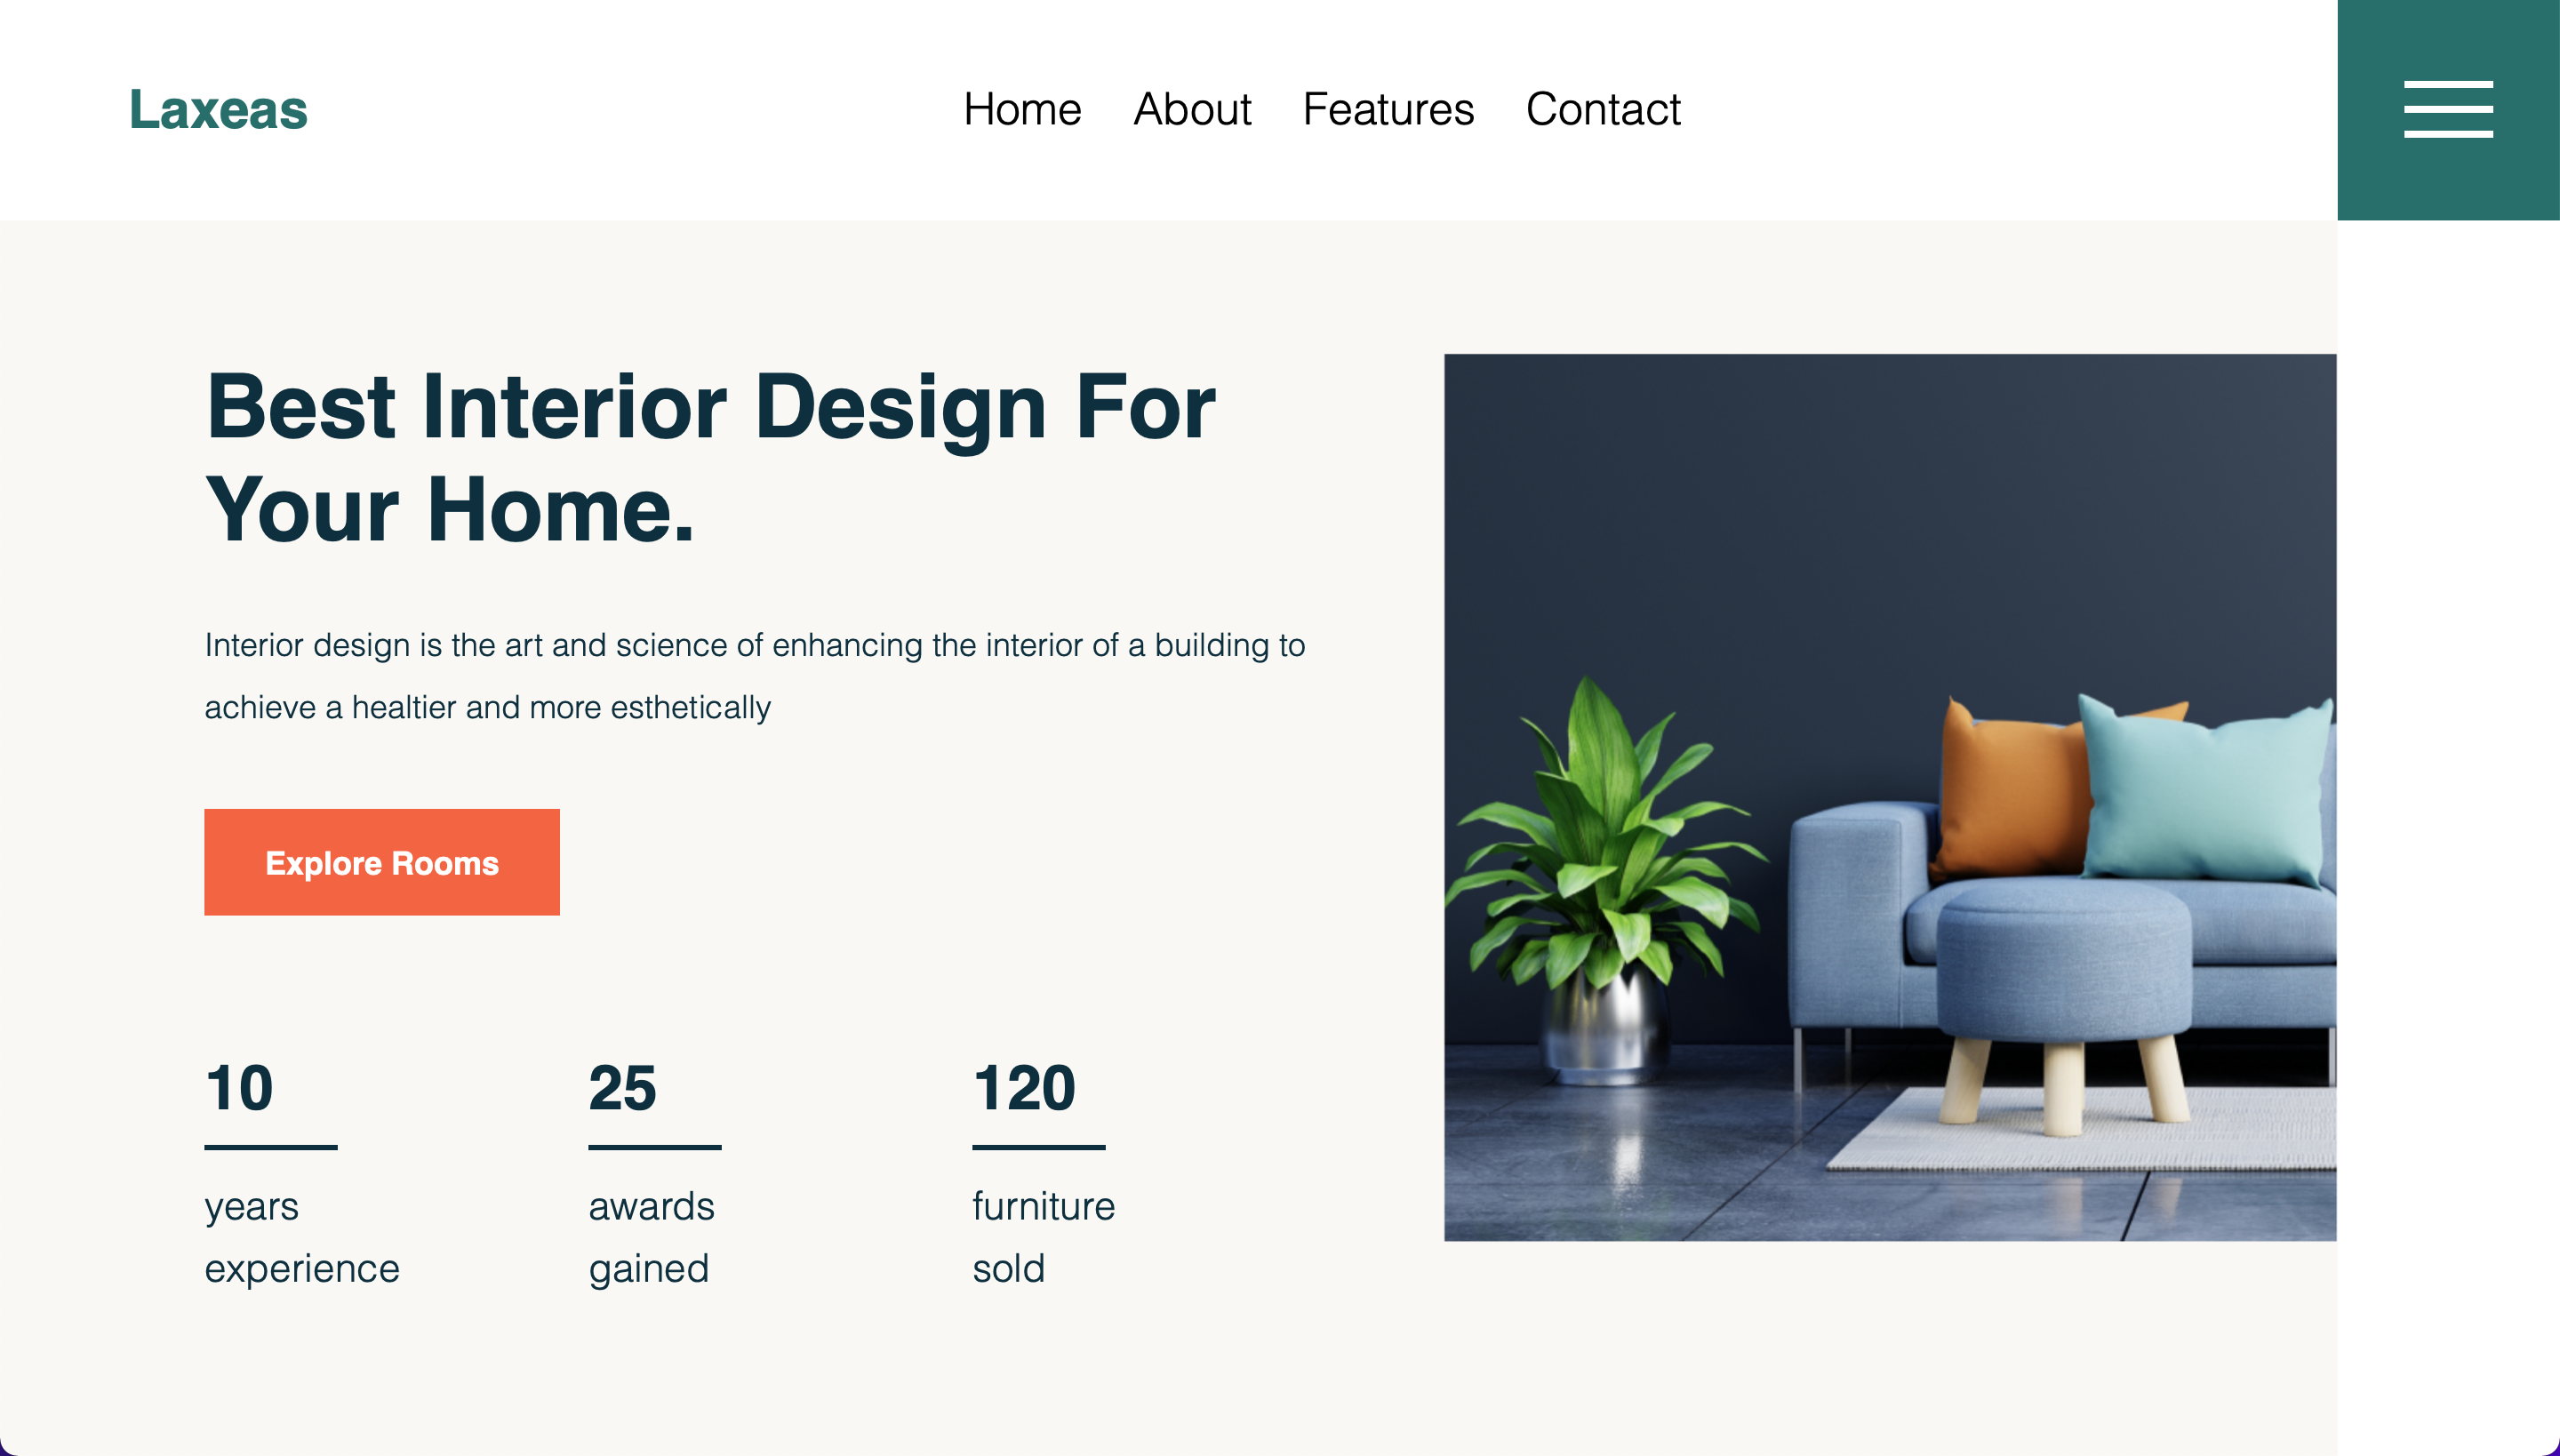 Laxeas
Home About Features Contact
Best Interior Design For
Your Home.
Interior design is the art and science of enhancing the interior of a building to
achieve a healtier and more esthetically
Explore Rooms
10 25 120
years awards furniture
experience gained sold